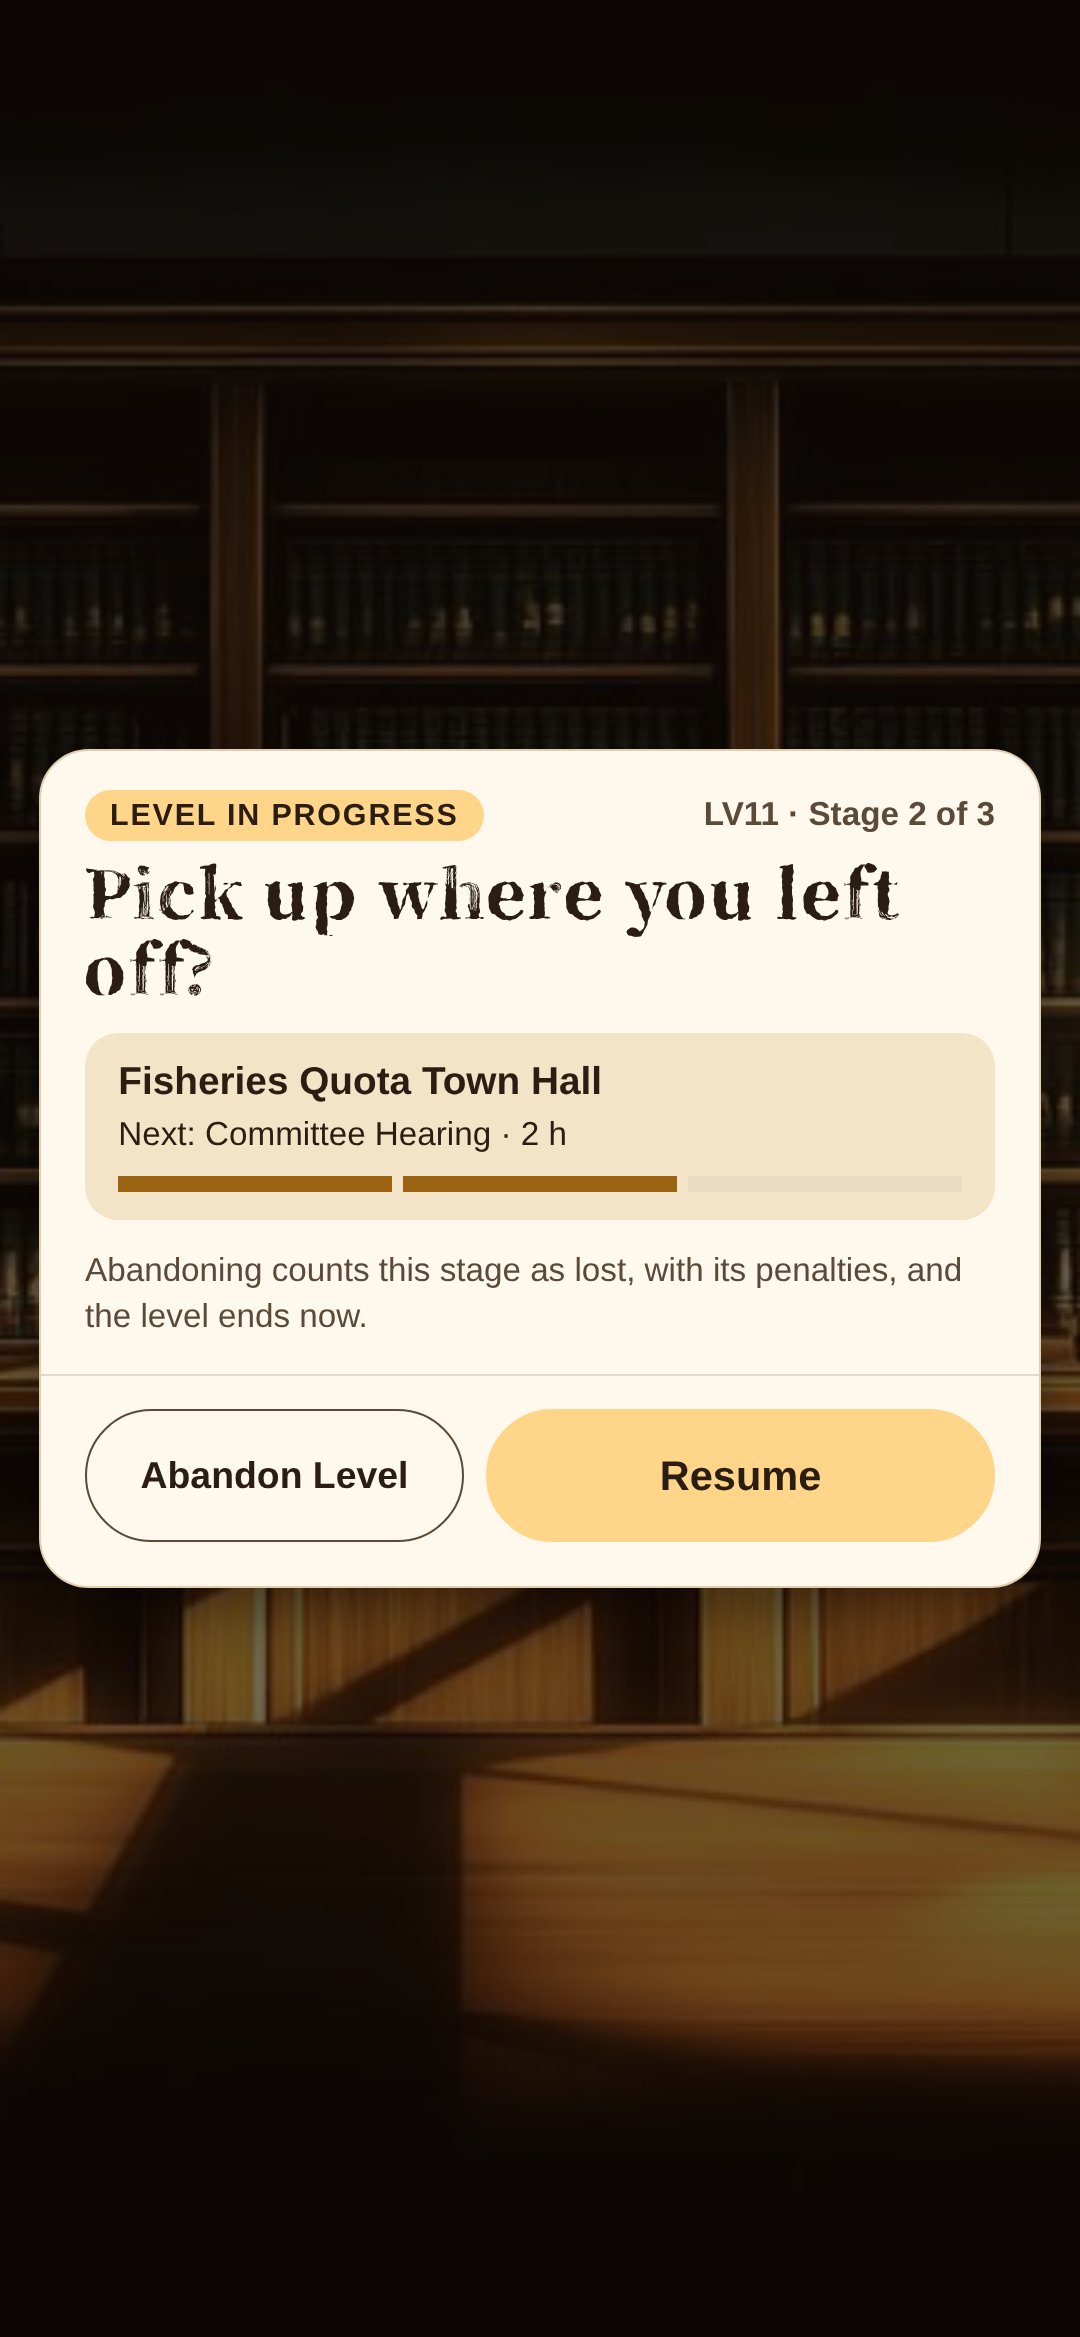 LEVEL IN PROGRESS
LV11 · Stage 2 of 3
Pick up where you left
off?
Fisheries Quota Town Hall
Next: Committee Hearing · 2 h
Abandoning counts this stage as lost, with its penalties, and
the level ends now.
Abandon Level
Resume